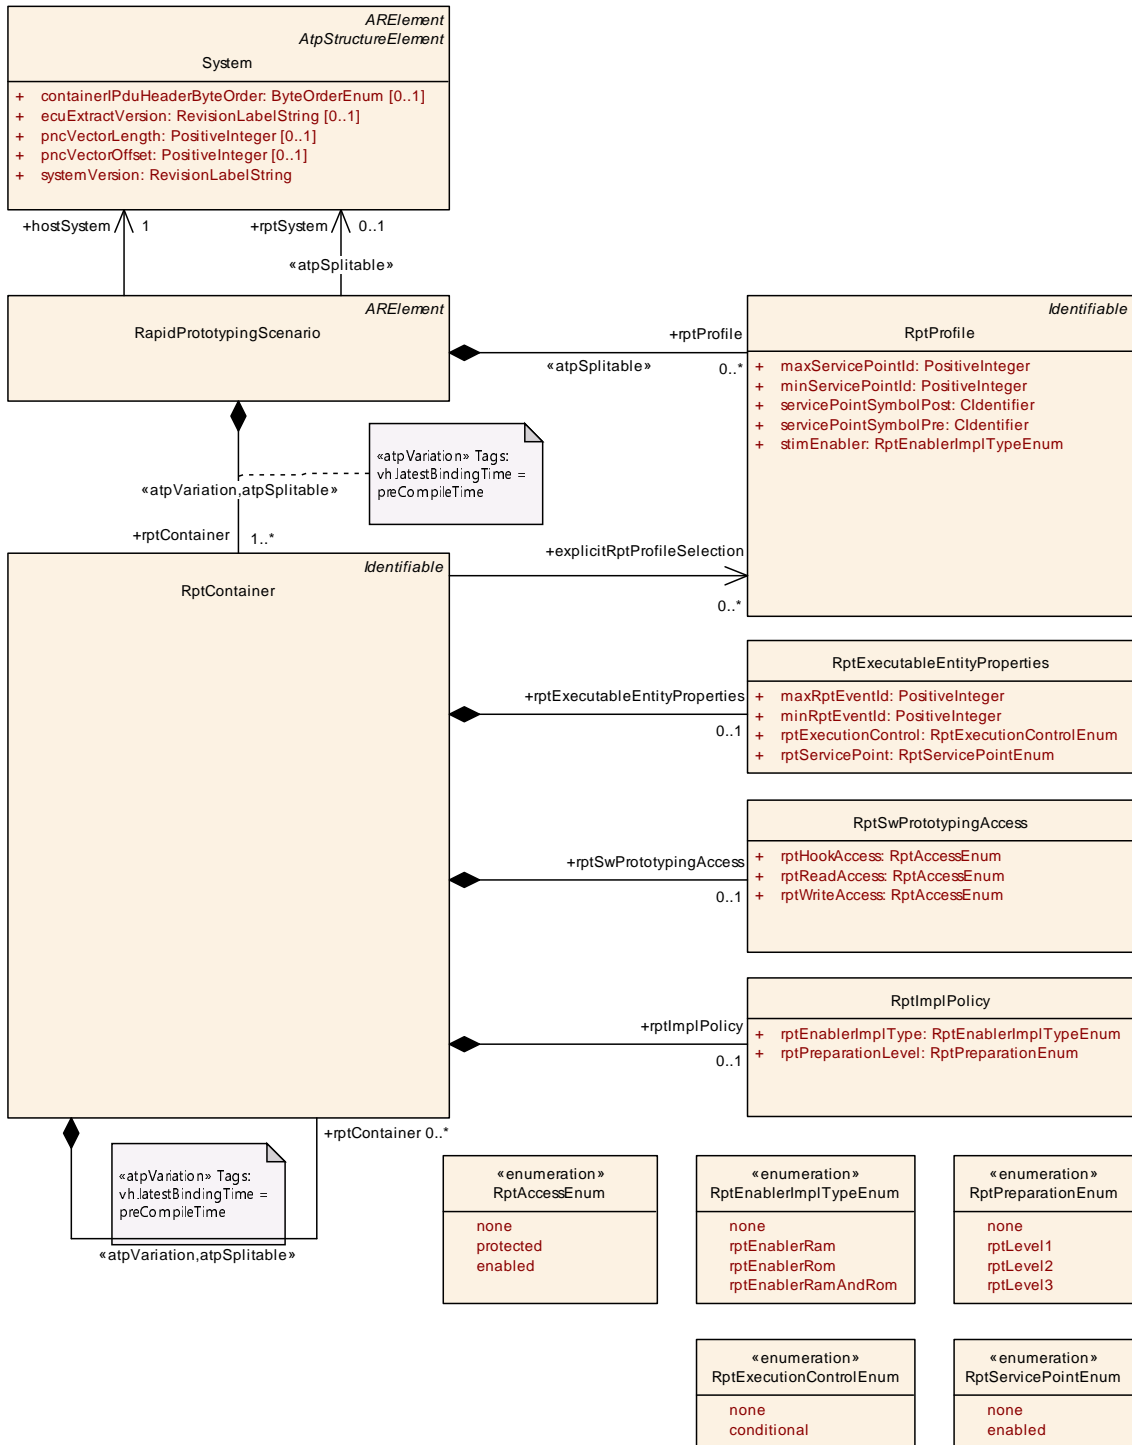 ARElement
AtpStructureElement
System
+ containerIPduHeaderByteOrder: ByteOrderEnum [0..1]
+ ecuExtractVersion: RevisionLabelString [0..1]
+ pncVectorLength: PositiveInteger [0..1]
+ pncVectorOffset: PositiveInteger [0..1]
+ systemVersion: RevisionLabelString
+hostSystem 1
+rptSystem 0..1
«atpSplitable»
ARElement
RapidPrototypingScenario
+rptProfile
«atpSplitable» 0..*
Identifiable
RptProfile
+ maxServicePointId: PositiveInteger
+ minServicePointId: PositiveInteger
+ servicePointSymbolPost: CIdentifier
+ servicePointSymbolPre: CIdentifier
+ stimEnabler: RptEnablerImplTypeEnum
«atpVariation» Tags:
vh.latestBindingTime =
preCompileTime
«atpVariation,atpSplitable»
+rptContainer 1..*
Identifiable
RptContainer
+explicitRptProfileSelection
0..*
RptExecutableEntityProperties
+ maxRptEventId: PositiveInteger
+ minRptEventId: PositiveInteger
+ rptExecutionControl: RptExecutionControlEnum
+ rptServicePoint: RptServicePointEnum
+rptExecutableEntityProperties
0..1
RptSwPrototypingAccess
+ rptHookAccess: RptAccessEnum
+ rptReadAccess: RptAccessEnum
+ rptWriteAccess: RptAccessEnum
+rptSwPrototypingAccess
0..1
RptImplPolicy
+ rptEnablerImplType: RptEnablerImplTypeEnum
+ rptPreparationLevel: RptPreparationEnum
+rptImplPolicy
0..1
+rptContainer 0..*
«atpVariation» Tags:
vh.latestBindingTime =
preCompileTime
«atpVariation,atpSplitable»
«enumeration»
RptAccessEnum
none
protected
enabled
«enumeration»
RptEnablerImplTypeEnum
none
rptEnablerRam
rptEnablerRom
rptEnablerRamAndRom
«enumeration»
RptPreparationEnum
none
rptLevel1
rptLevel2
rptLevel3
«enumeration»
RptExecutionControlEnum
none
conditional
«enumeration»
RptServicePointEnum
none
enabled